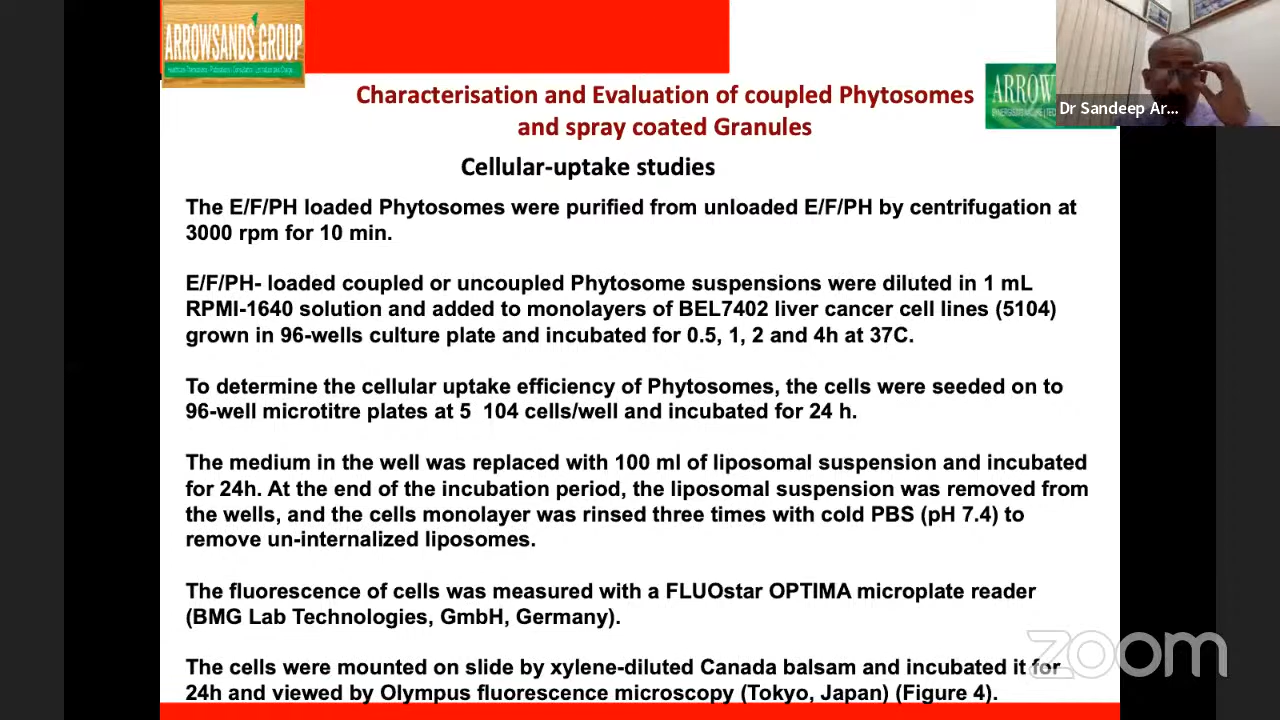 ARROWSANDS GROUP
Characterisation and Evaluation of coupled Phytosomes
and spray coated Granules
ARROW
Dr Sandeep Ar...
Cellular-uptake studies
The E/F/PH loaded Phytosomes were purified from unloaded E/F/PH by centrifugation at
3000 rpm for 10 min.
E/F/PH- loaded coupled or uncoupled Phytosome suspensions were diluted in 1 mL
RPMI-1640 solution and added to monolayers of BEL7402 liver cancer cell lines (5104)
grown in 96-wells culture plate and incubated for 0.5, 1, 2 and 4h at 37C.
To determine the cellular uptake efficiency of Phytosomes, the cells were seeded on to
96-well microtitre plates at 5  104 cells/well and incubated for 24 h.
The medium in the well was replaced with 100 ml of liposomal suspension and incubated
for 24h. At the end of the incubation period, the liposomal suspension was removed from
the wells, and the cells monolayer was rinsed three times with cold PBS (pH 7.4) to
remove un-internalized liposomes.
The fluorescence of cells was measured with a FLUOstar OPTIMA microplate reader
(BMG Lab Technologies, GmbH, Germany).
The cells were mounted on slide by xylene-diluted Canada balsam and incubated it for
24h and viewed by Olympus fluorescence microscopy (Tokyo, Japan) (Figure 4).
zoom